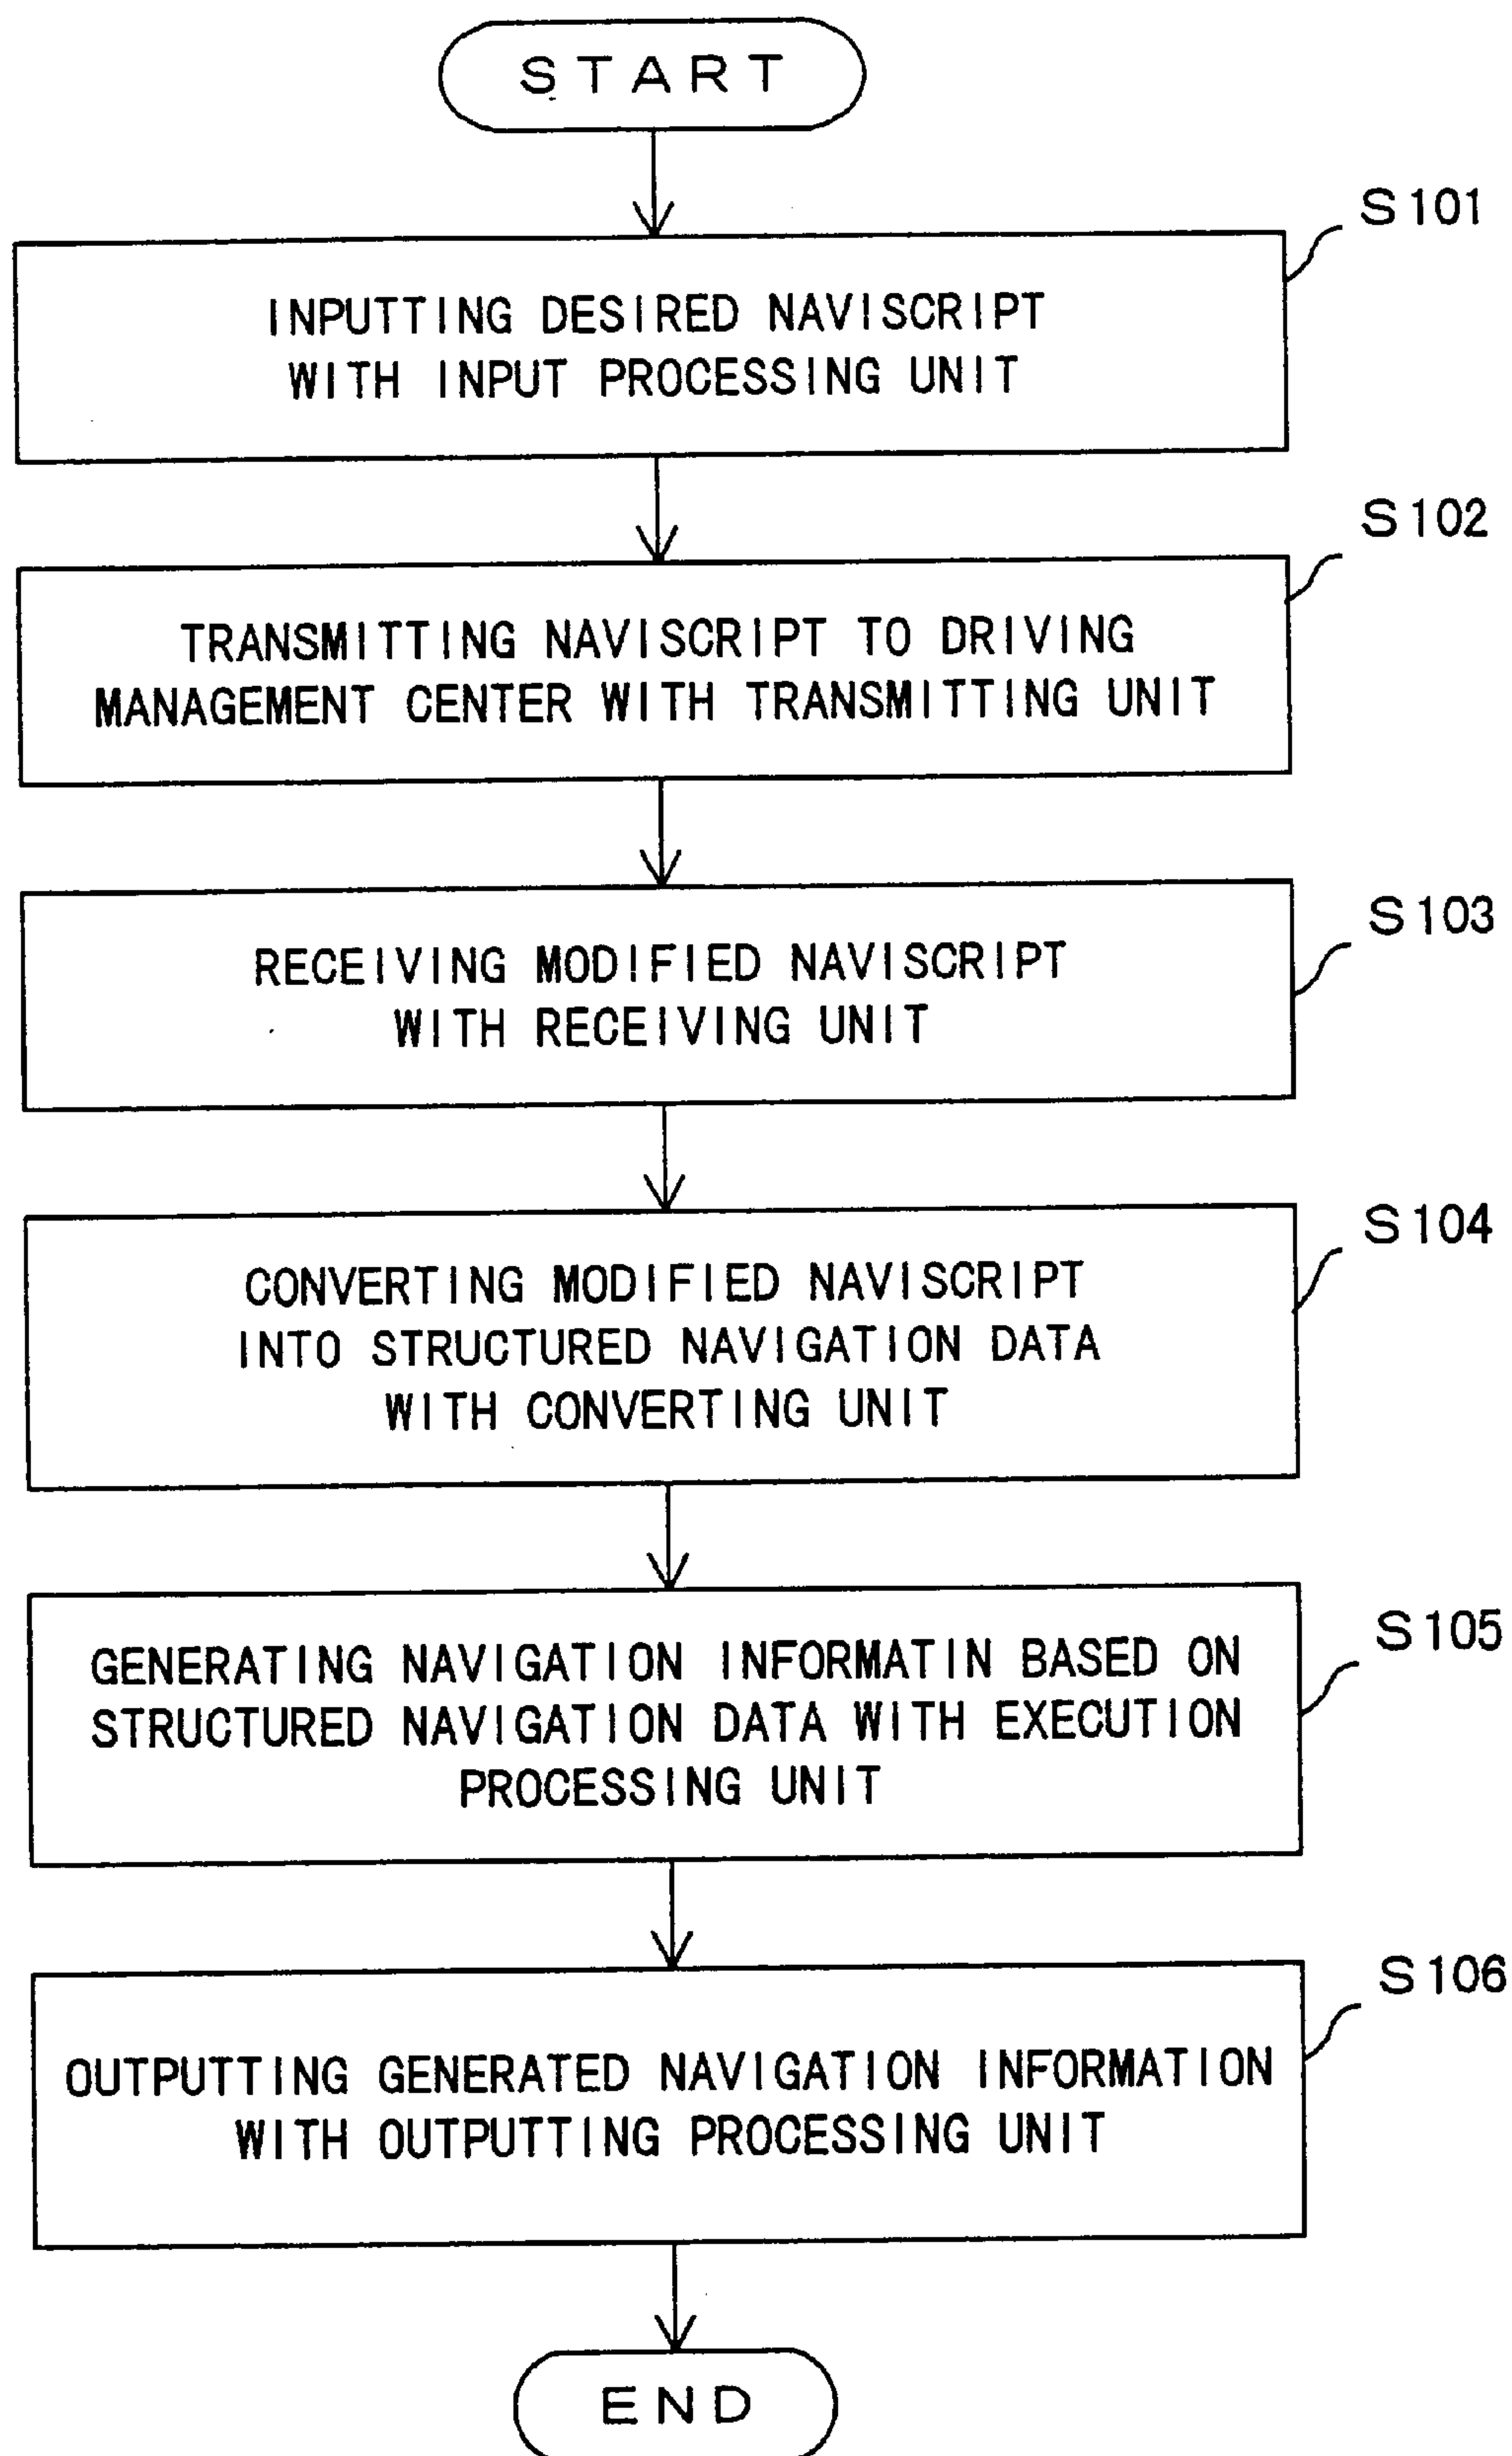 START
S101
INPUTTING DESIRED NAVISCRIPT
WITH INPUT PROCESSING UNIT
S102
TRANSMITTING NAVISCRIPT TO DRIVING
MANAGEMENT CENTER WITH TRANSMITTING UNIT
S103
RECEIVING MODIFIED NAVISCRIPT
WITH RECEIVING UNIT
S104
CONVERTING MODIFIED NAVISCRIPT
INTO STRUCTURED NAVIGATION DATA
WITH CONVERTING UNIT
S105
GENERATING NAVIGATION INFORMATIN BASED ON
STRUCTURED NAVIGATION DATA WITH EXECUTION
PROCESSING UNIT
S106
OUTPUTTING GENERATED NAVIGATION INFORMATION
WITH OUTPUTTING PROCESSING UNIT
END